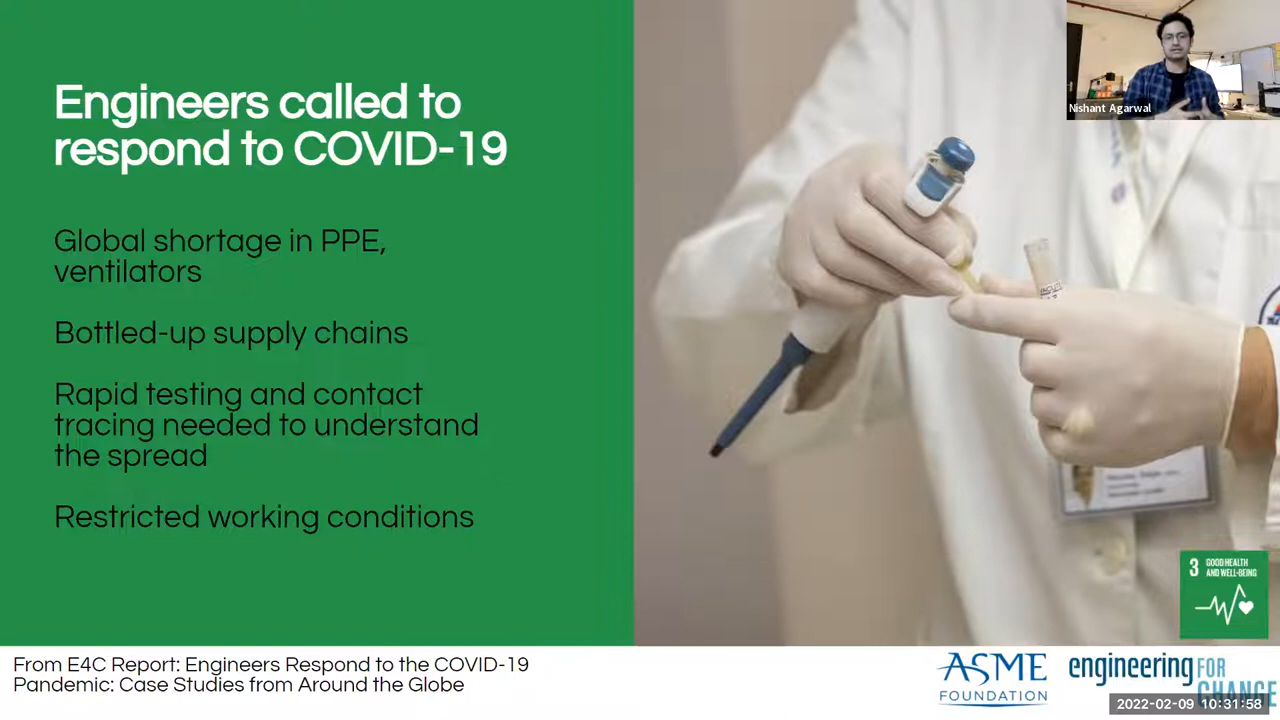 Engineers called to
respond to COVID-19
Global shortage in PPE,
ventilators
Bottled-up supply chains
Rapid testing and contact
tracing needed to understand
the spread
Restricted working conditions
Nishant Agarwal
3 GOOD HEALTH
AND WELL-BEING
From E4C Report: Engineers Respond to the COVID-19
Pandemic: Case Studies from Around the Globe
ASME
FOUNDATION
engineering FOR
CHANGE
2022-02-09 10:31:58